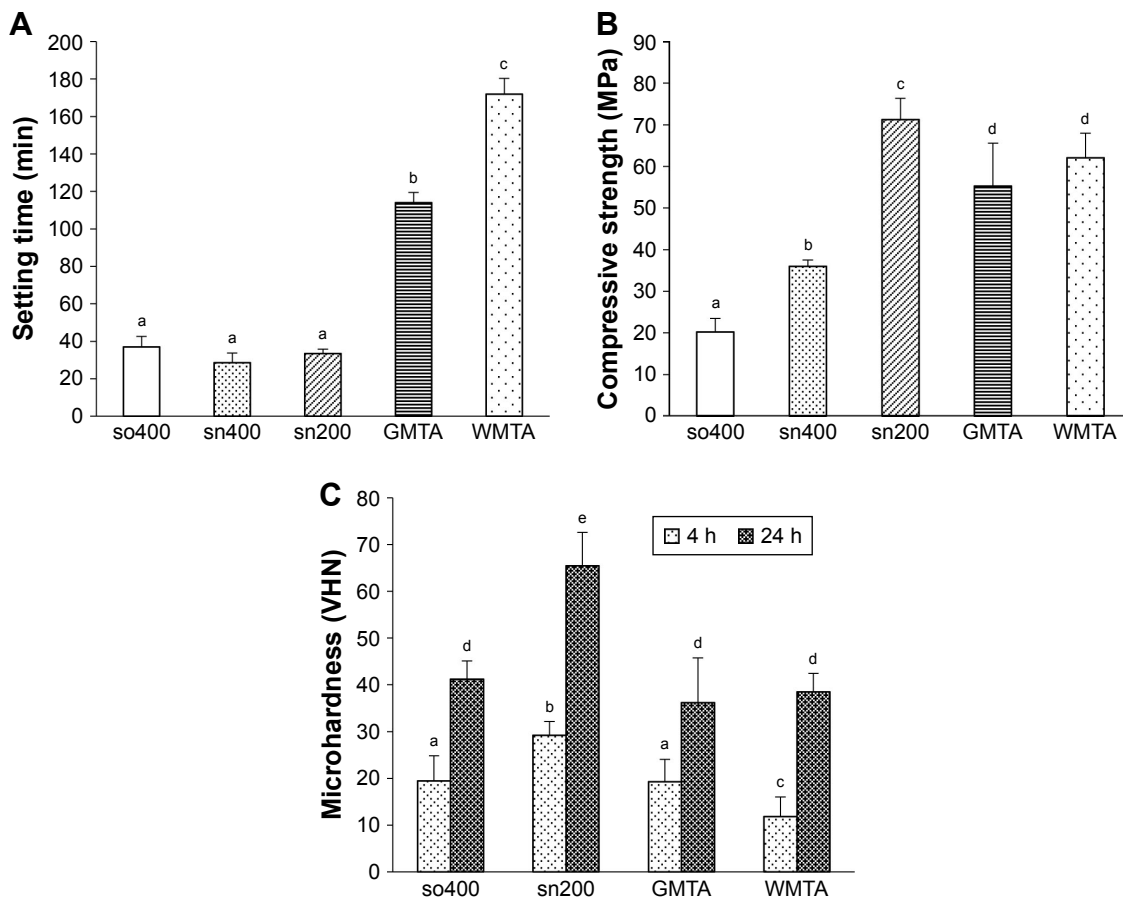 A
Setting time (min)
200
180
160
140
120
100
80
60
40
20
0
a
a
a
b
c
so400
sn400
sn200
GMTA
WMTA
B
Compressive strength (MPa)
90
80
70
60
50
40
30
20
10
0
a
b
c
d
d
so400
sn400
sn200
GMTA
WMTA
C
Microhardness (VHN)
80
70
60
50
40
30
20
10
0
4 h
24 h
a
d
b
e
a
d
c
d
so400
sn200
GMTA
WMTA